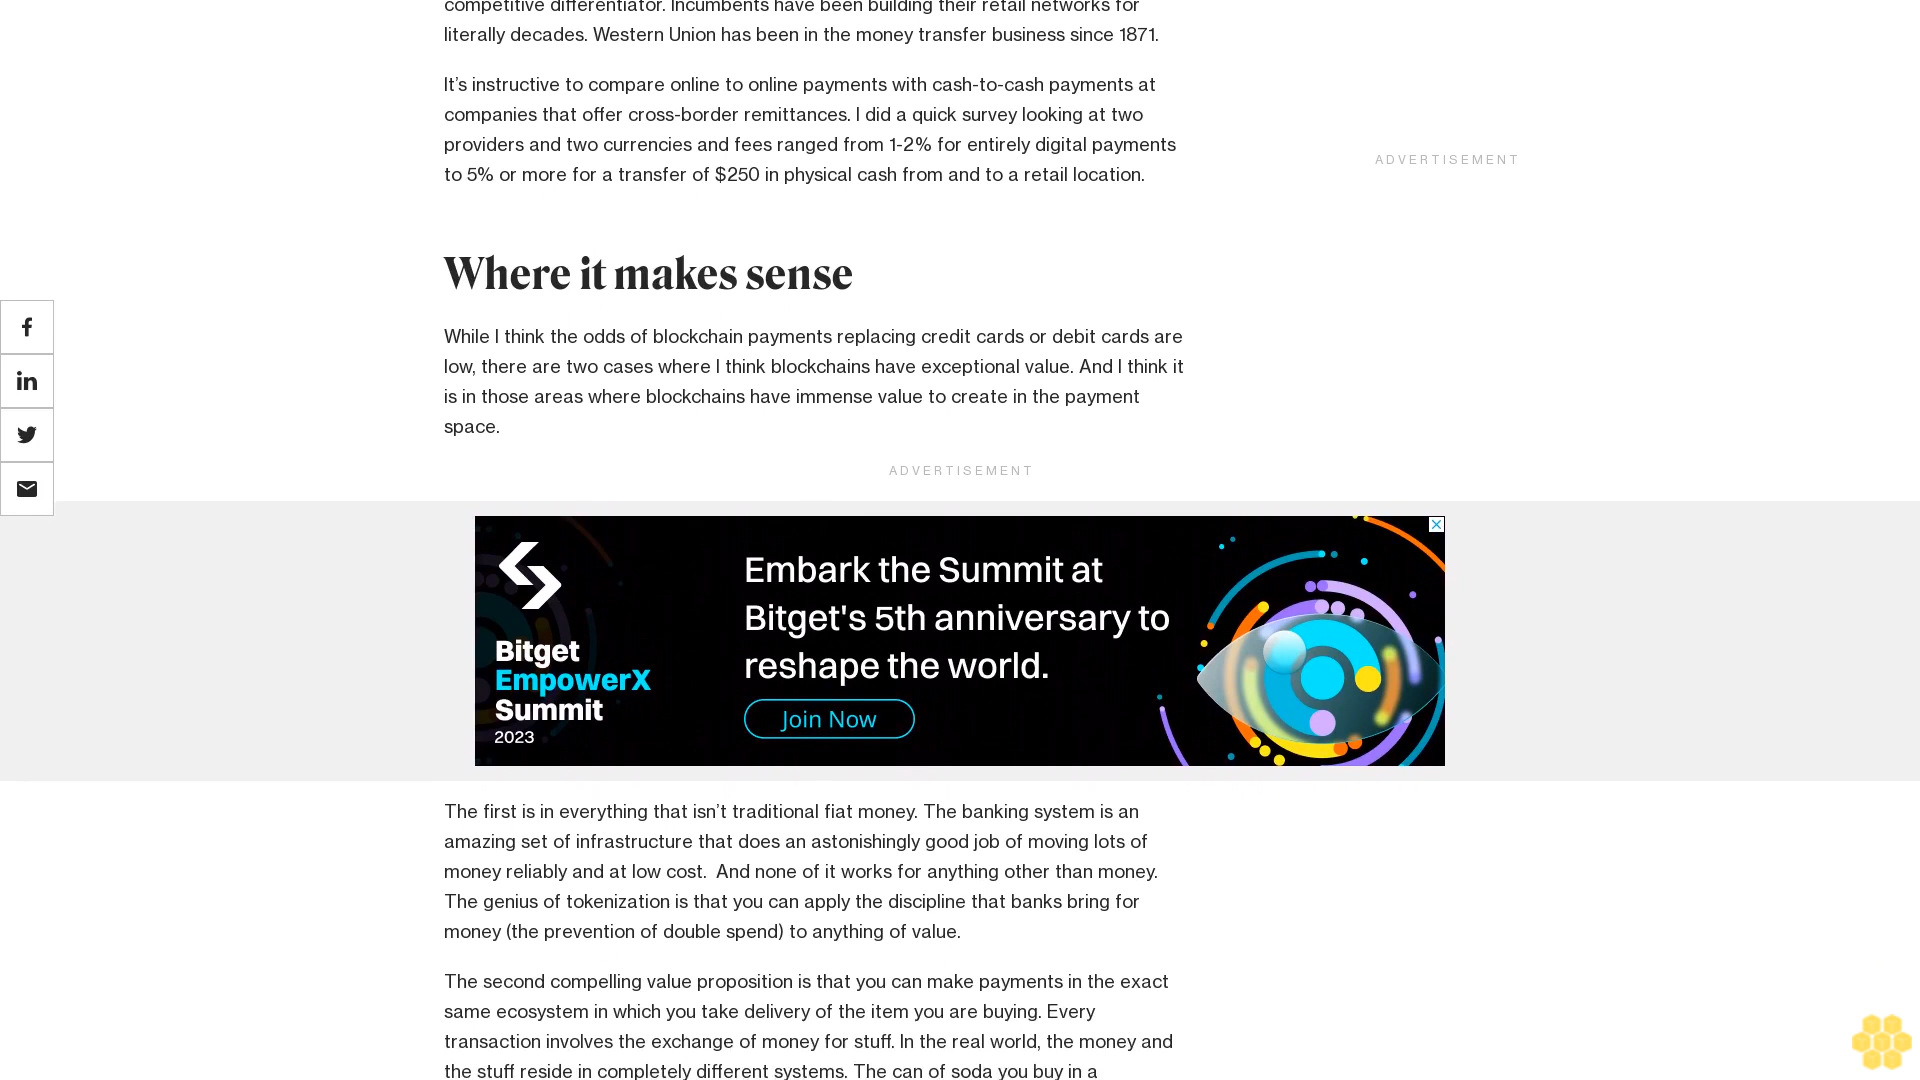 competitive differentiator. Incumbents have been building their retail networks for
literally decades. Western Union has been in the money transfer business since 1871.
It’s instructive to compare online to online payments with cash-to-cash payments at
companies that offer cross-border remittances. I did a quick survey looking at two
providers and two currencies and fees ranged from 1-2% for entirely digital payments
to 5% or more for a transfer of $250 in physical cash from and to a retail location.
ADVERTISEMENT
Where it makes sense
While I think the odds of blockchain payments replacing credit cards or debit cards are
low, there are two cases where I think blockchains have exceptional value. And I think it
is in those areas where blockchains have immense value to create in the payment
space.
ADVERTISEMENT
Bitget
EmpowerX
Summit
2023
Embark the Summit at
Bitget's 5th anniversary to
reshape the world.
Join Now
The first is in everything that isn’t traditional fiat money. The banking system is an
amazing set of infrastructure that does an astonishingly good job of moving lots of
money reliably and at low cost.  And none of it works for anything other than money.
The genius of tokenization is that you can apply the discipline that banks bring for
money (the prevention of double spend) to anything of value.
The second compelling value proposition is that you can make payments in the exact
same ecosystem in which you take delivery of the item you are buying. Every
transaction involves the exchange of money for stuff. In the real world, the money and
the stuff reside in completely different systems. The can of soda you buy in a